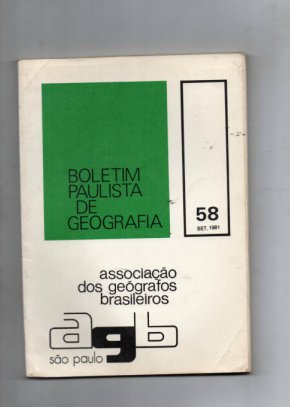 BOLETIM
PAULISTA
DE
GEOGRAFIA
58
SET. 1981
associação
dos geógrafos
brasileiros
agb
são paulo